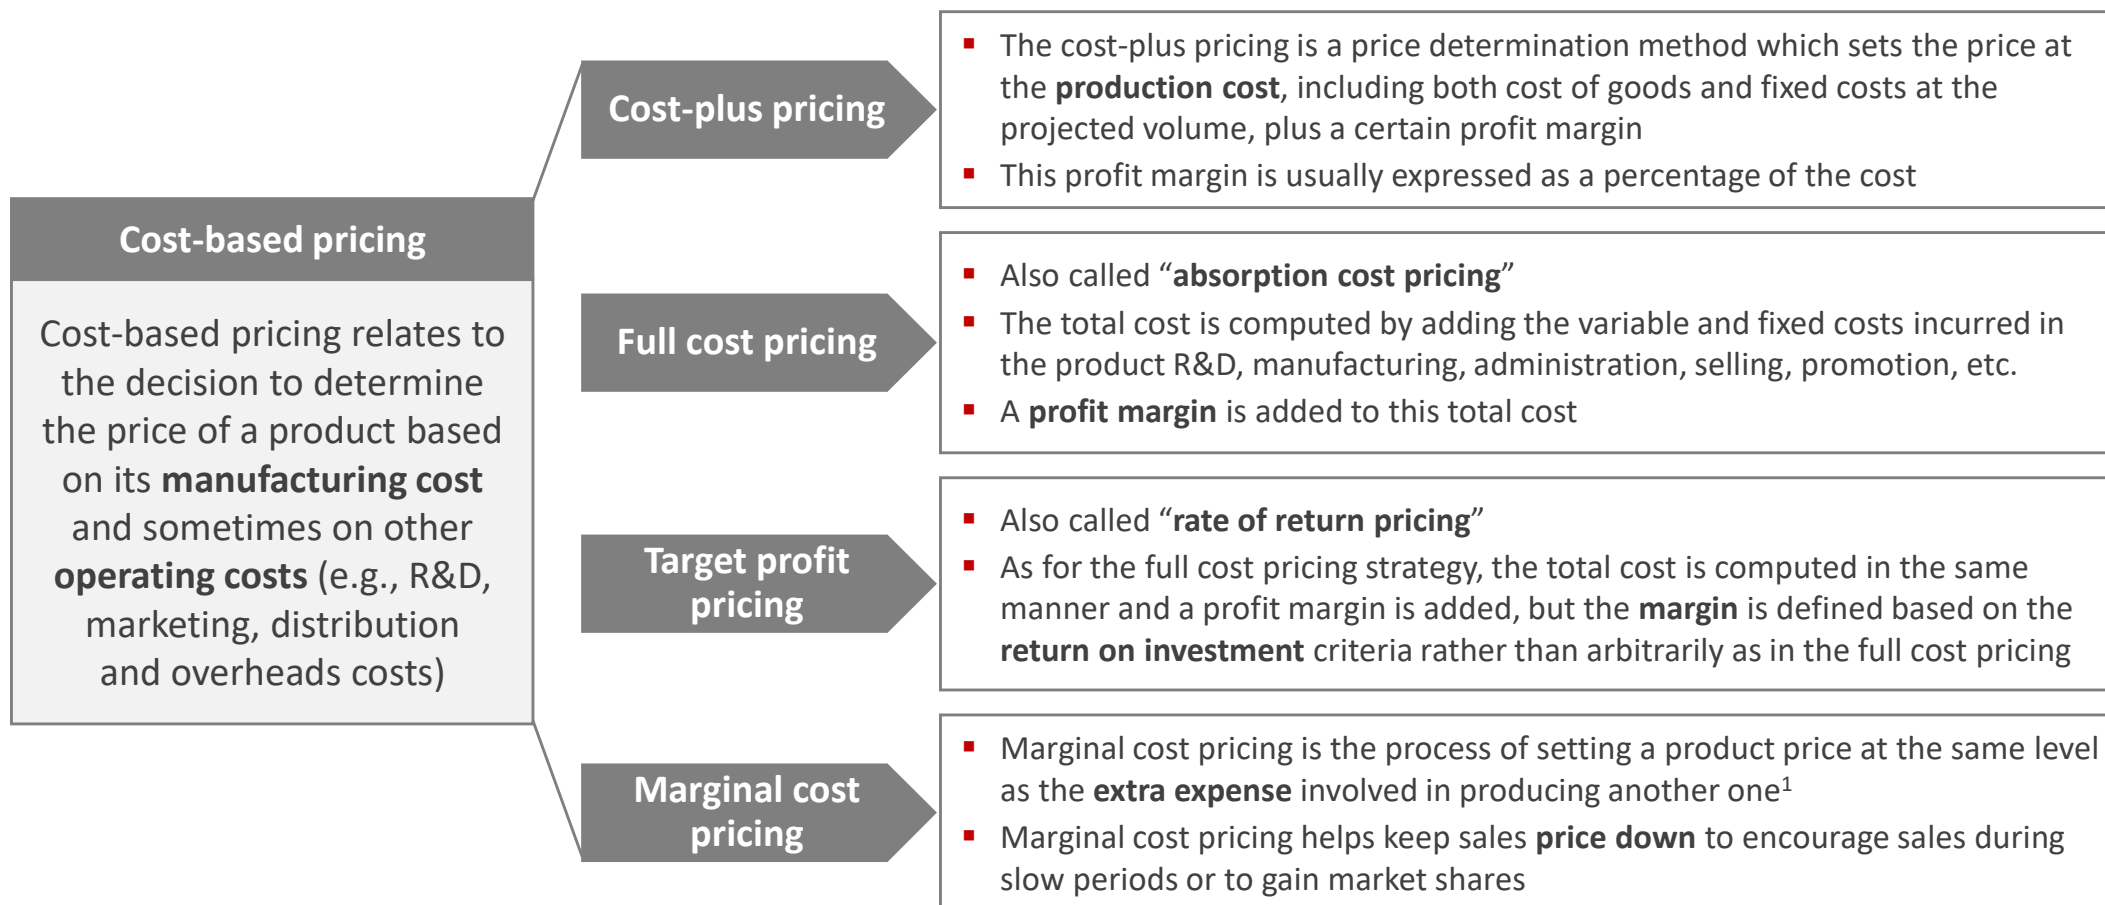 Cost-based pricing
Cost-based pricing relates to
the decision to determine
the price of a product based
on its manufacturing cost
and sometimes on other
operating costs (e.g., R&D,
marketing, distribution
and overheads costs)
Cost-plus pricing
▪ The cost-plus pricing is a price determination method which sets the price at
the production cost, including both cost of goods and fixed costs at the
projected volume, plus a certain profit margin
▪ This profit margin is usually expressed as a percentage of the cost
Full cost pricing
▪ Also called “absorption cost pricing”
▪ The total cost is computed by adding the variable and fixed costs incurred in
the product R&D, manufacturing, administration, selling, promotion, etc.
▪ A profit margin is added to this total cost
Target profit
pricing
▪ Also called “rate of return pricing”
▪ As for the full cost pricing strategy, the total cost is computed in the same
manner and a profit margin is added, but the margin is defined based on the
return on investment criteria rather than arbitrarily as in the full cost pricing
Marginal cost
pricing
▪ Marginal cost pricing is the process of setting a product price at the same level
as the extra expense involved in producing another one¹
▪ Marginal cost pricing helps keep sales price down to encourage sales during
slow periods or to gain market shares